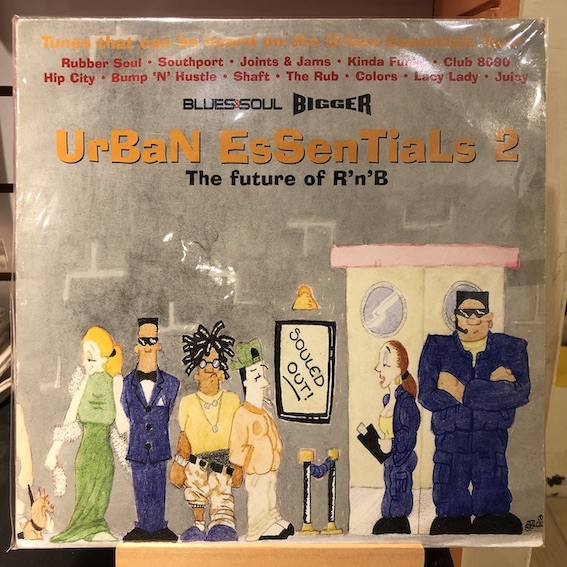 Tunes that can be heard on the Urban Essentials
Rubber Soul • Southport • Joints & Jams • Kinda Funky • Club 8090
Hip City • Bump 'N' Hustle • Shaft • The Rub • Colors • Lacy Lady • Juicy
BLUES&SOUL BIGGER
UrBaN EsSenTiaLs 2
The future of R'n'B
SOULED
OUT!